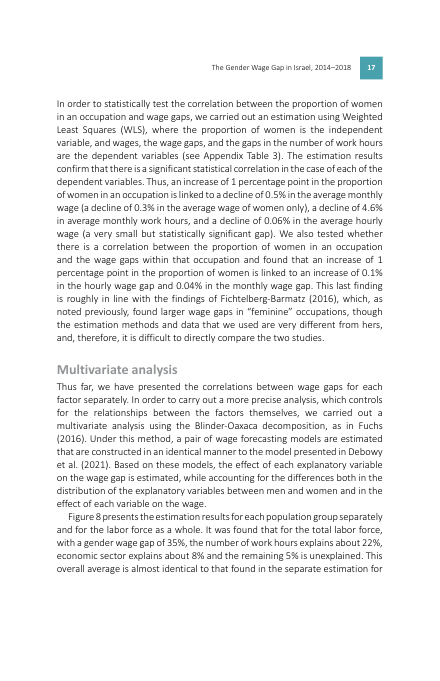 The Gender Wage Gap in Israel, 2014–2018 17
In order to statistically test the correlation between the proportion of women
in an occupation and wage gaps, we carried out an estimation using Weighted
Least Squares (WLS), where the proportion of women is the independent
variable, and wages, the wage gaps, and the gaps in the number of work hours
are the dependent variables (see Appendix Table 3). The estimation results
confirm that there is a significant statistical correlation in the case of each of the
dependent variables. Thus, an increase of 1 percentage point in the proportion
of women in an occupation is linked to a decline of 0.5% in the average monthly
wage (a decline of 0.3% in the average wage of women only), a decline of 4.6%
in average monthly work hours, and a decline of 0.06% in the average hourly
wage (a very small but statistically significant gap). We also tested whether
there is a correlation between the proportion of women in an occupation
and the wage gaps within that occupation and found that an increase of 1
percentage point in the proportion of women is linked to an increase of 0.1%
in the hourly wage gap and 0.04% in the monthly wage gap. This last finding
is roughly in line with the findings of Fichtelberg-Barmatz (2016), which, as
noted previously, found larger wage gaps in “feminine” occupations, though
the estimation methods and data that we used are very different from hers,
and, therefore, it is difficult to directly compare the two studies.
Multivariate analysis
Thus far, we have presented the correlations between wage gaps for each
factor separately. In order to carry out a more precise analysis, which controls
for the relationships between the factors themselves, we carried out a
multivariate analysis using the Blinder-Oaxaca decomposition, as in Fuchs
(2016). Under this method, a pair of wage forecasting models are estimated
that are constructed in an identical manner to the model presented in Debowy
et al. (2021). Based on these models, the effect of each explanatory variable
on the wage gap is estimated, while accounting for the differences both in the
distribution of the explanatory variables between men and women and in the
effect of each variable on the wage.
Figure 8 presents the estimation results for each population group separately
and for the labor force as a whole. It was found that for the total labor force,
with a gender wage gap of 35%, the number of work hours explains about 22%,
economic sector explains about 8% and the remaining 5% is unexplained. This
overall average is almost identical to that found in the separate estimation for